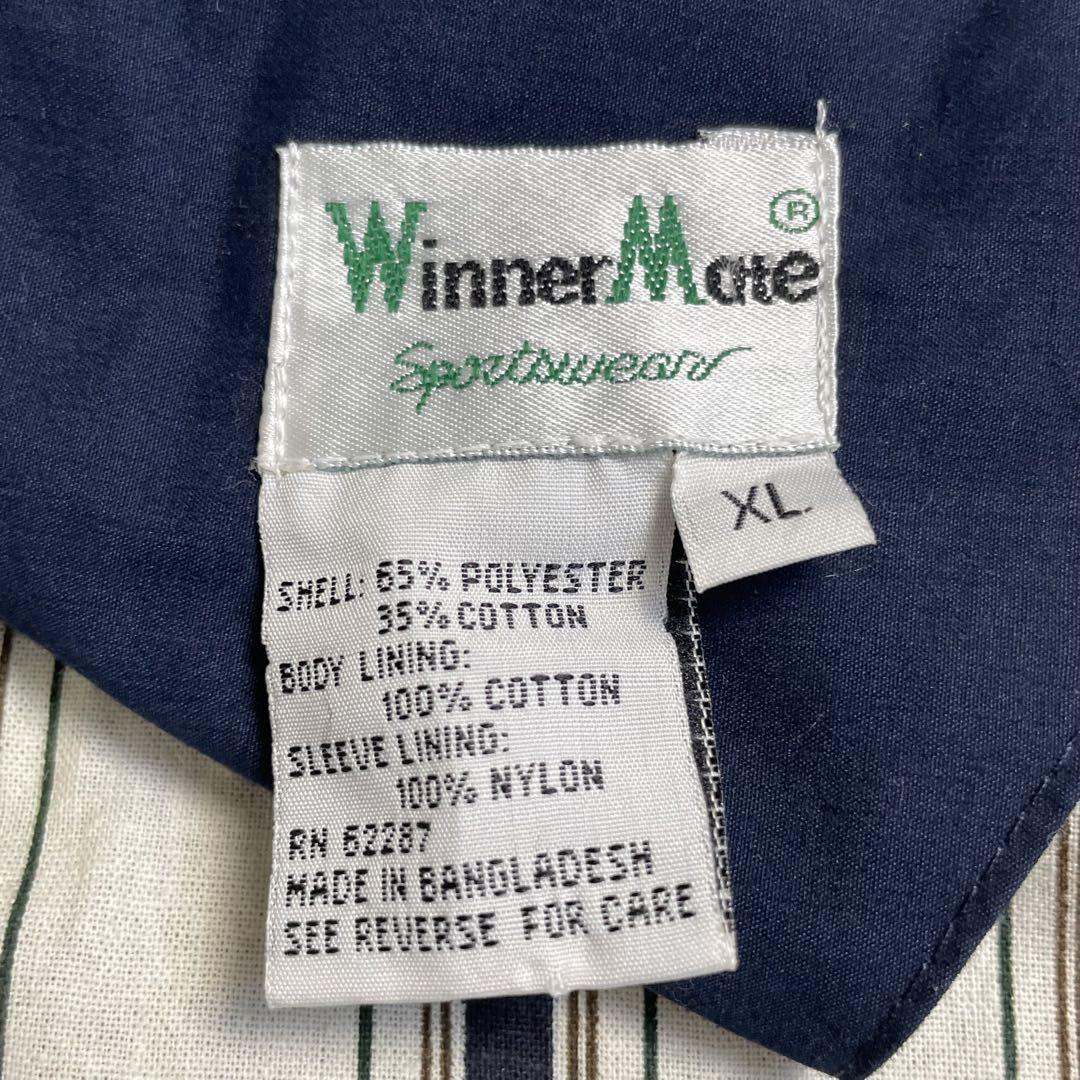 WinnerMate®
Sportswear
XL
SHELL: 65% POLYESTER
35% COTTON
BODY LINING:
100% COTTON
SLEEVE LINING:
100% NYLON
RN 62287
MADE IN BANGLADESH
SEE REVERSE FOR CARE